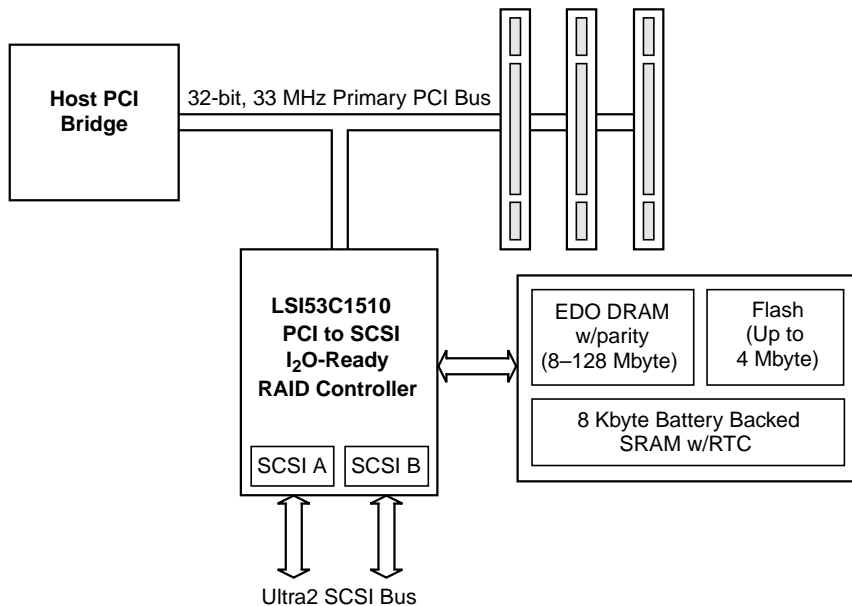 Host PCI
Bridge
32-bit, 33 MHz Primary PCI Bus
LSI53C1510
PCI to SCSI
I₂O-Ready
RAID Controller
SCSI A
SCSI B
Ultra2 SCSI Bus
EDO DRAM
w/parity
(8–128 Mbyte)
Flash
(Up to
4 Mbyte)
8 Kbyte Battery Backed
SRAM w/RTC